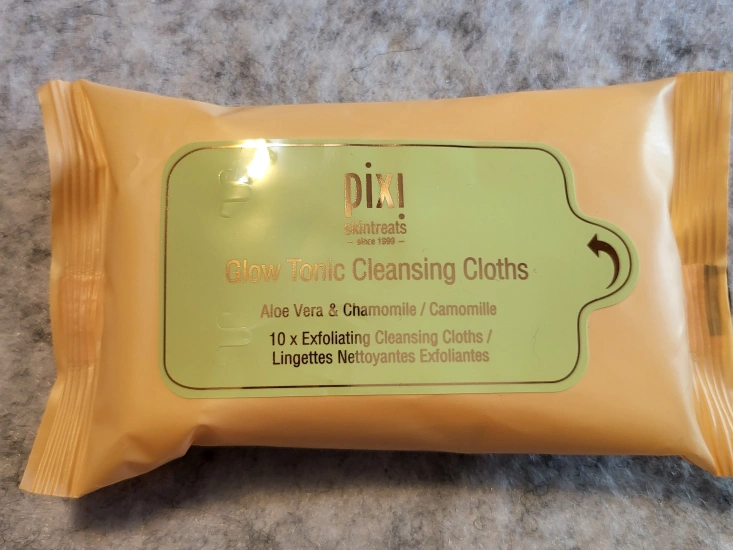 pixi
skintreats
– since 1999 –
Glow Tonic Cleansing Cloths
Aloe Vera & Chamomile / Camomille
10 x Exfoliating Cleansing Cloths /
Lingettes Nettoyantes Exfoliantes